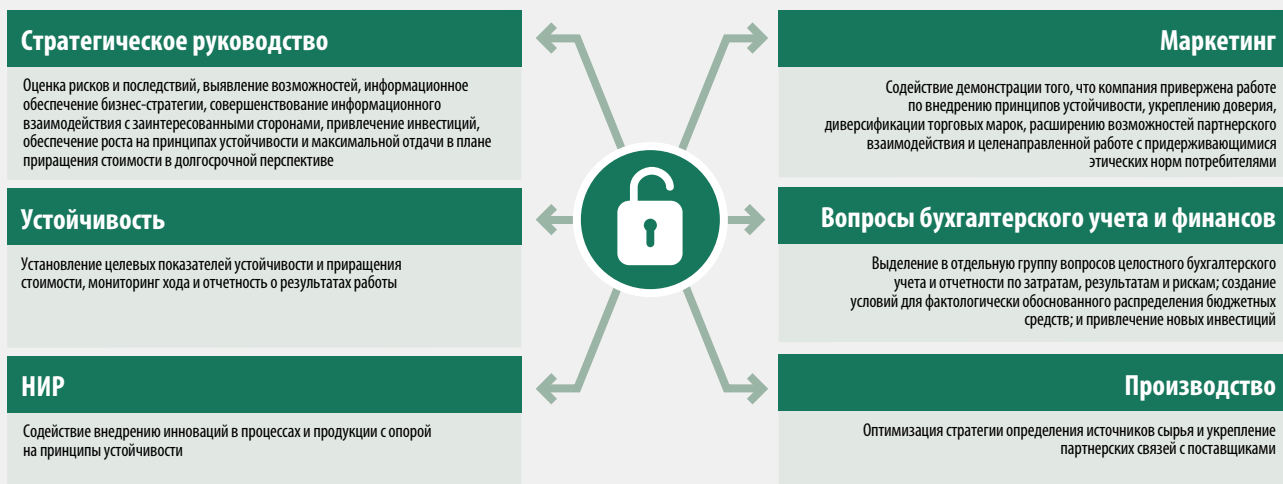 Стратегическое руководство
Оценка рисков и последствий, выявление возможностей, информационное
обеспечение бизнес-стратегии, совершенствование информационного
взаимодействия с заинтересованными сторонами, привлечение инвестиций,
обеспечение роста на принципах устойчивости и максимальной отдачи в плане
приращения стоимости в долгосрочной перспективе
Устойчивость
Установление целевых показателей устойчивости и приращения
стоимости, мониторинг хода и отчетность о результатах работы
НИР
Содействие внедрению инноваций в процессах и продукции с опорой
на принципы устойчивости
Маркетинг
Содействие демонстрации того, что компания привержена работе
по внедрению принципов устойчивости, укреплению доверия,
диверсификации торговых марок, расширению возможностей партнерского
взаимодействия и целенаправленной работе с придерживающимися
этических норм потребителями
Вопросы бухгалтерского учета и финансов
Выделение в отдельную группу вопросов целостного бухгалтерского
учета и отчетности по затратам, результатам и рискам; создание
условий для фактологически обоснованного распределения бюджетных
средств; и привлечение новых инвестиций
Производство
Оптимизация стратегии определения источников сырья и укрепление
партнерских связей с поставщиками